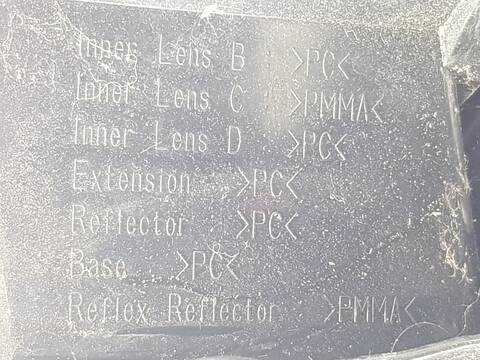 Inner Lens B >PC<
Inner Lens C >PMMA<
Inner Lens D >PC<
Extension >PC<
Reflector >PC<
Base >PC<
Reflex Reflector >PMMA<